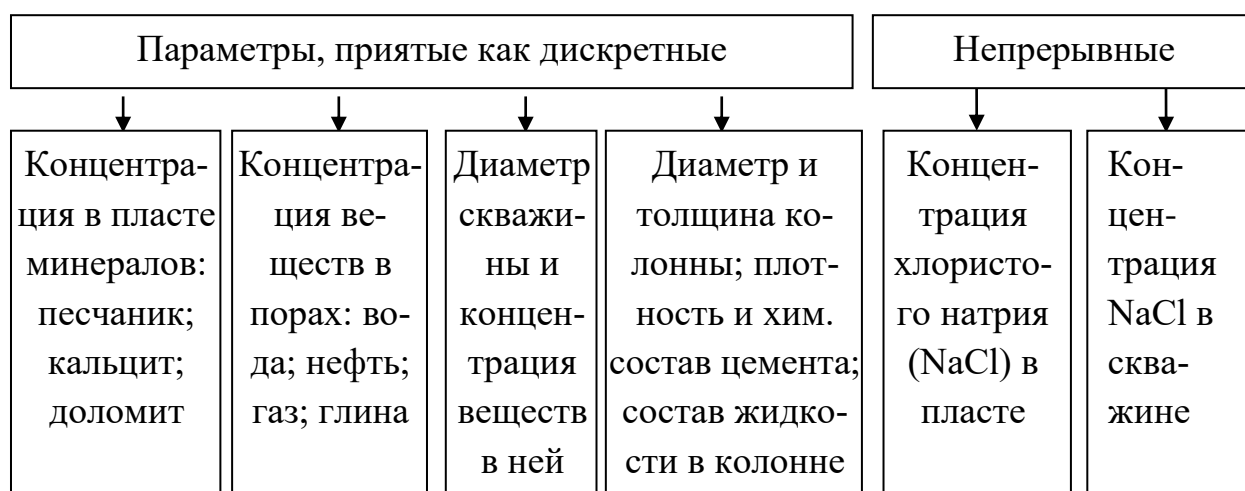 Параметры, приятые как дискретные
Непрерывные
Концентра-
ция в пласте
минералов:
песчаник;
кальцит;
доломит
Концентра-
ция ве-
ществ в
порах: во-
да; нефть;
газ; глина
Диаметр
скважи-
ны и
концен-
трация
веществ
в ней
Диаметр и
толщина ко-
лонны; плот-
ность и хим.
состав цемента;
состав жидко-
сти в колонне
Концен-
трация
хлористо-
го натрия
(NaCl) в
пласте
Кон-
цен-
трация
NaCl в
сква-
жине